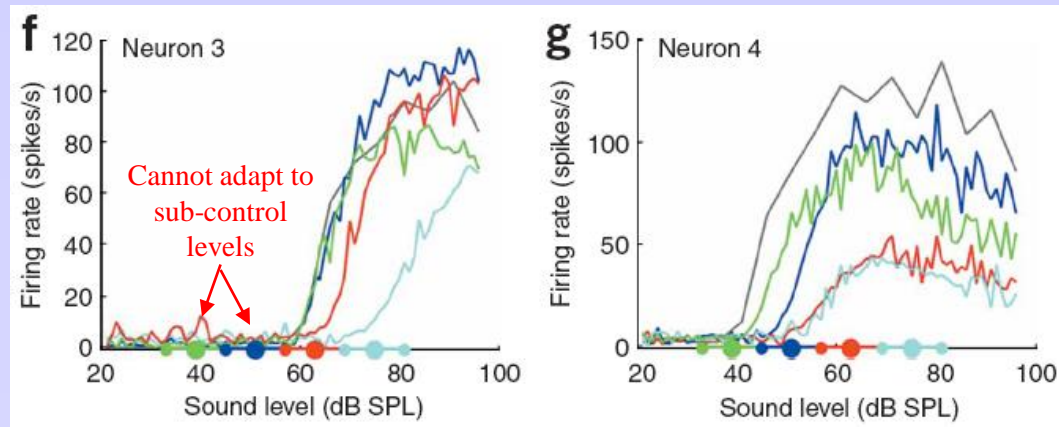 f
Neuron 3
Firing rate (spikes/s)
120
100
80
60
40
20
0
Cannot adapt to
sub-control
levels
20
40
60
80
100
Sound level (dB SPL)
g
Neuron 4
Firing rate (spikes/s)
150
100
50
0
20
40
60
80
100
Sound level (dB SPL)